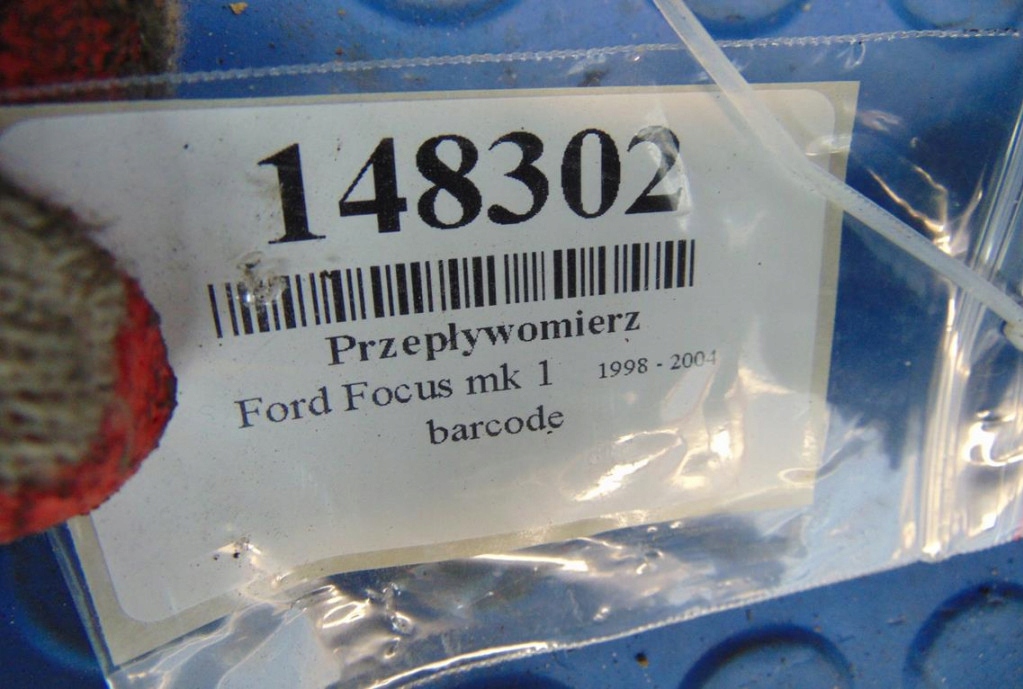 148302
Przepływomierz
Ford Focus mk 1 1998 - 2004
barcode